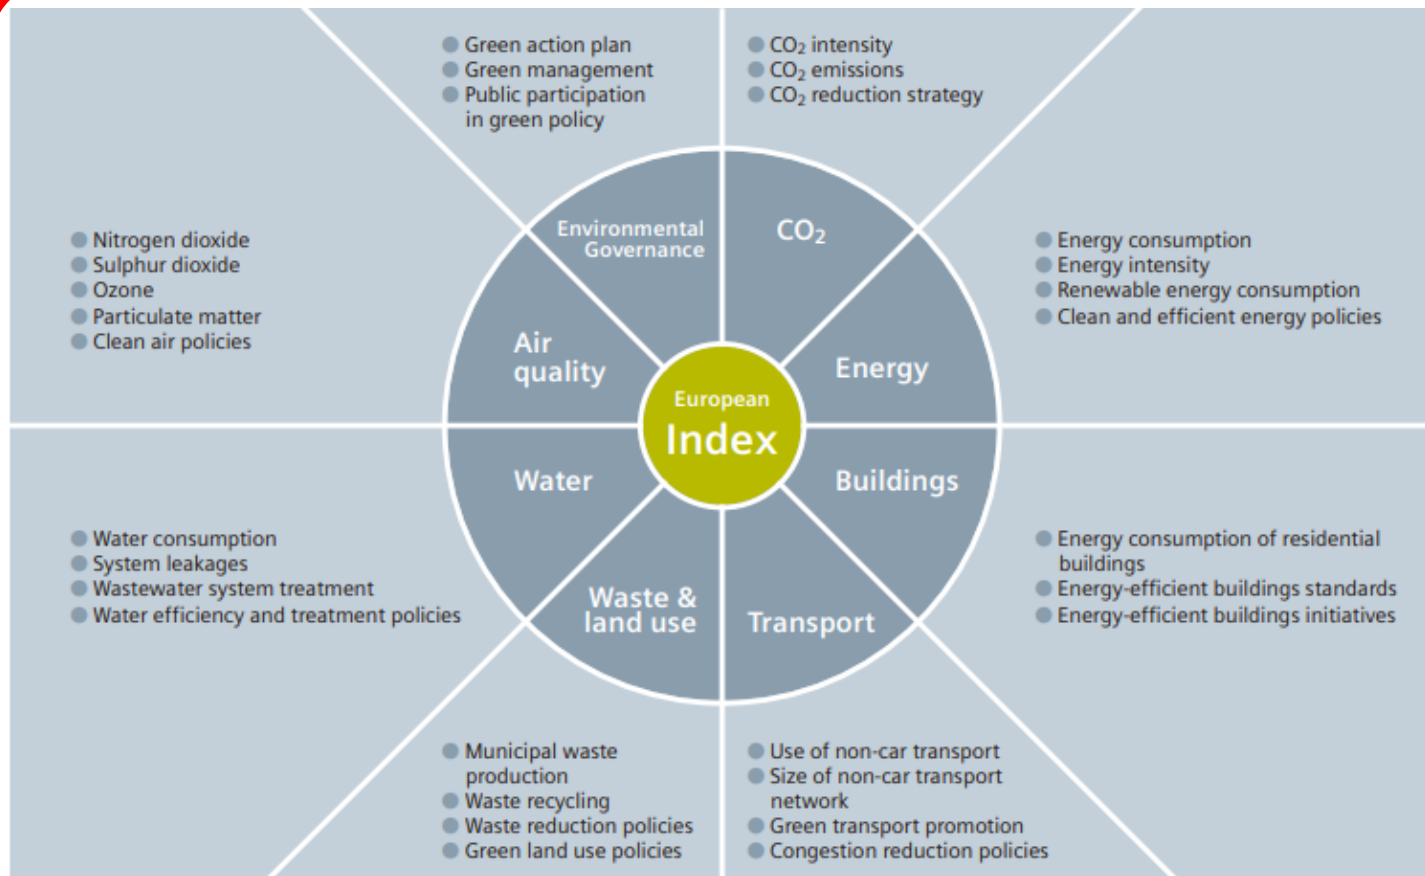 Green action plan
Green management
Public participation
in green policy
CO₂ intensity
CO₂ emissions
CO₂ reduction strategy
Environmental
Governance
CO₂
Nitrogen dioxide
Sulphur dioxide
Ozone
Particulate matter
Clean air policies
Energy consumption
Energy intensity
Renewable energy consumption
Clean and efficient energy policies
Air
quality
Energy
European
Index
Water
Buildings
Water consumption
System leakages
Wastewater system treatment
Water efficiency and treatment policies
Energy consumption of residential
buildings
Energy-efficient buildings standards
Energy-efficient buildings initiatives
Waste &
land use
Transport
Municipal waste
production
Waste recycling
Waste reduction policies
Green land use policies
Use of non-car transport
Size of non-car transport
network
Green transport promotion
Congestion reduction policies